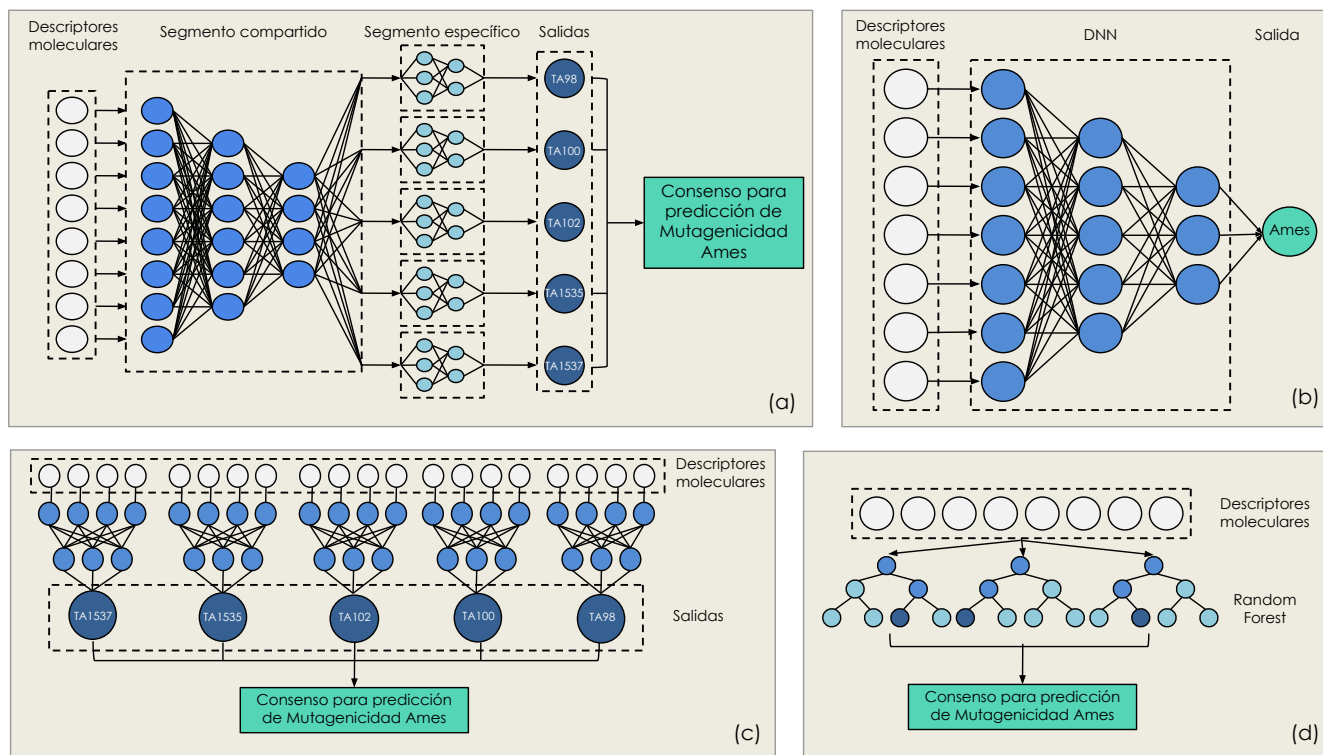 Descriptores
moleculares
Segmento compartido
Segmento específico
Salidas
TA98
TA100
TA102
TA1535
TA1537
Consenso para
predicción de
Mutagenicidad
Ames
(a)
Descriptores
moleculares
DNN
Salida
Ames
(b)
Descriptores
moleculares
TA1537
TA1535
TA102
TA100
TA98
Salidas
Consenso para predicción
de Mutagenicidad Ames
(c)
Descriptores
moleculares
Random
Forest
Consenso para predicción
de Mutagenicidad Ames
(d)